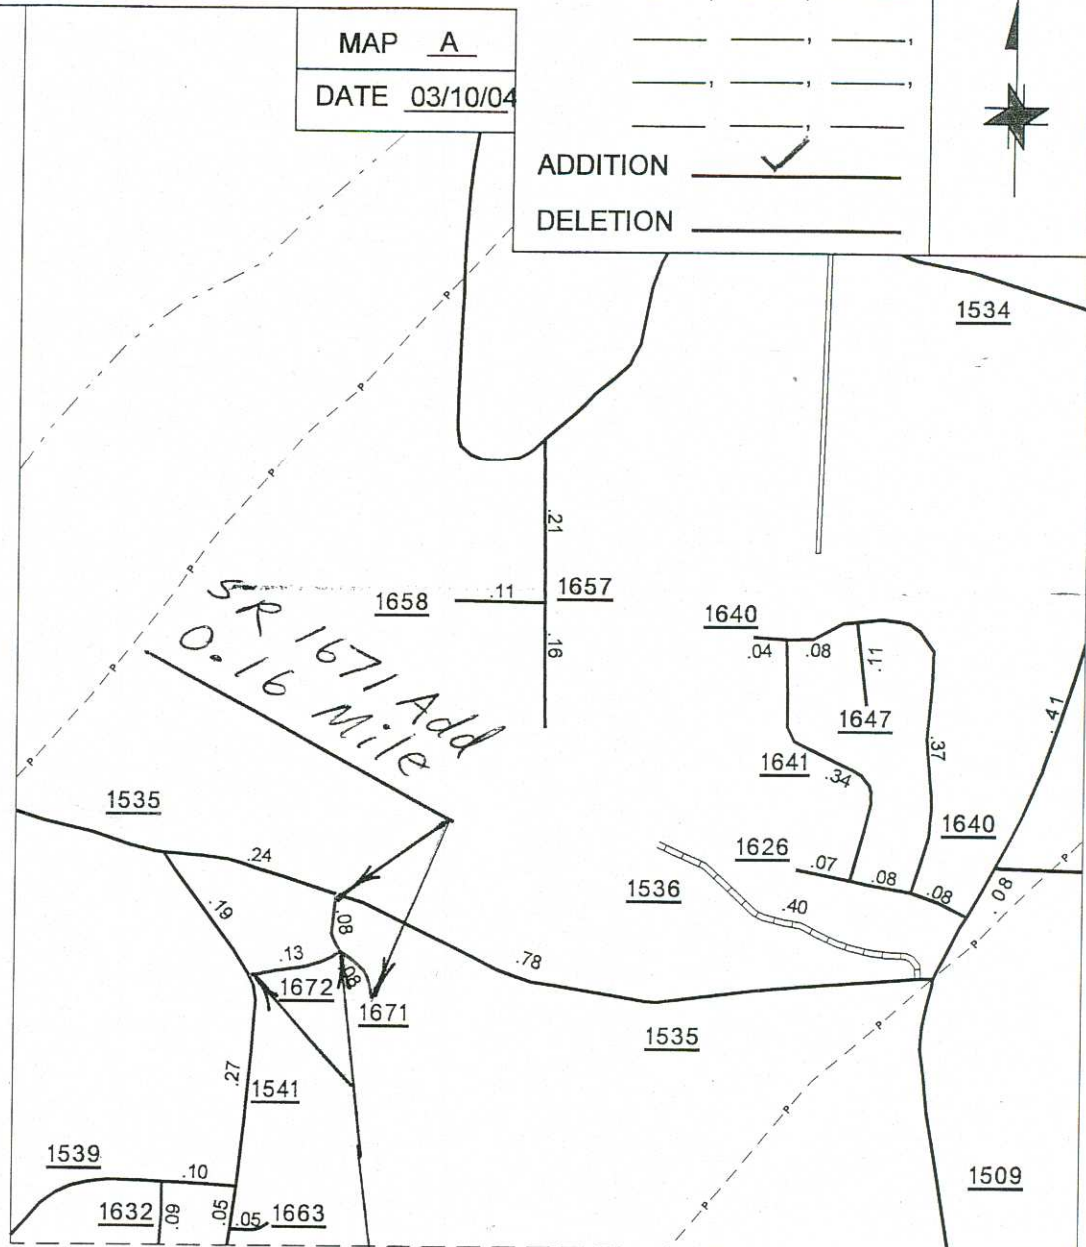 MAP A
DATE 03/10/04
ADDITION ✓
DELETION
1534
.21
.11
1658
1657
.16
SR 1671 Add
0.16 Mile
1640
.04
.08
.11
1647
1641
.34
.37
.41
1640
1626
.07
.08
.08
.08
1536
.40
1535
.24
.19
.08
.13
.08
1672
1671
.78
1535
.27
1541
1539
.10
1632
.09
.05
.05
1663
1509
P
P
P
P
P
P
P
P
P
P
P